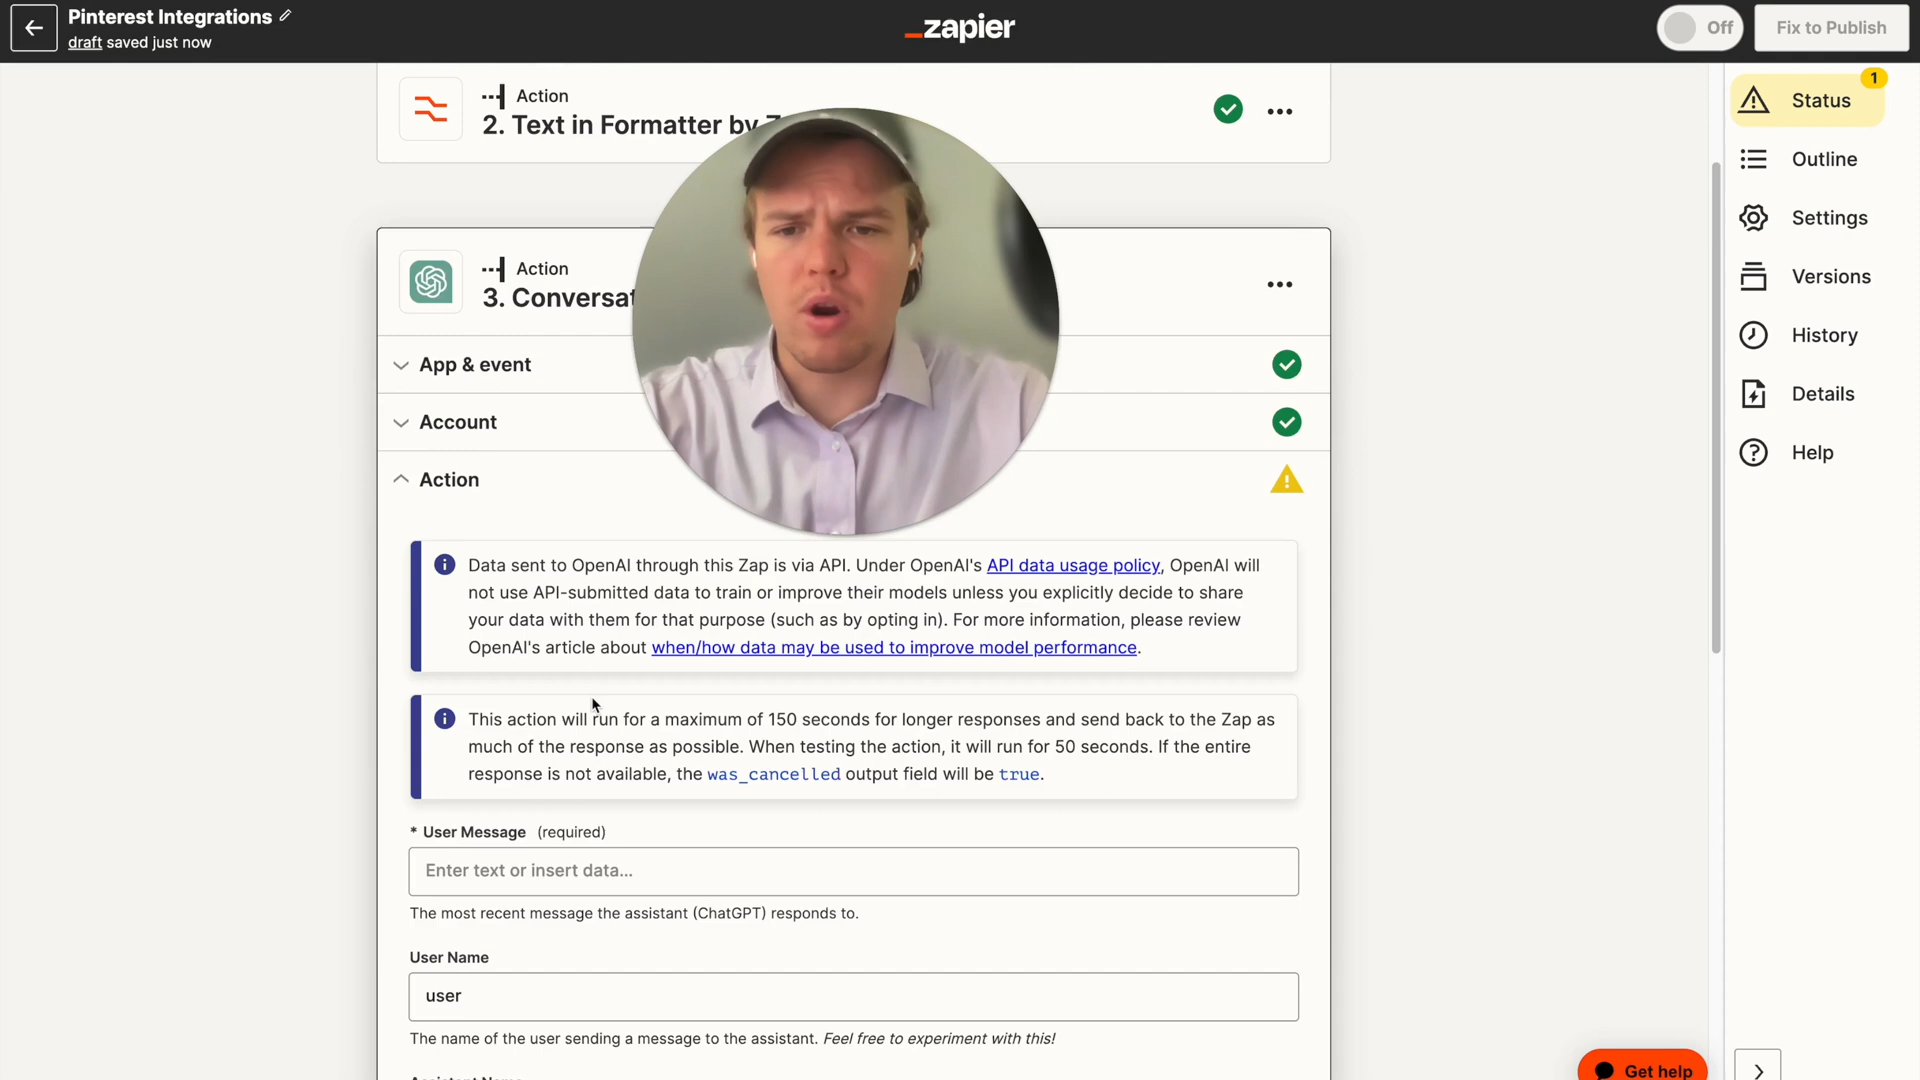 Pinterest Integrations
draft saved just now
zapier
Off
Fix to Publish
Action
2. Text in Formatter by
Action
3.
App & event
Account
Action
Data sent to OpenAI through this Zap is via API. Under OpenAI's API data usage policy, OpenAI will
not use API-submitted data to train or improve their models unless you explicitly decide to share
your data with them for that purpose (such as by opting in). For more information, please review
OpenAI's article about when/how data may be used to improve model performance.
This action will run for a maximum of 150 seconds for longer responses and send back to the Zap as
much of the response as possible. When testing the action, it will run for 50 seconds. If the entire
response is not available, the was_cancelled output field will be true.
* User Message (required)
Enter text or insert data...
The most recent message the assistant (ChatGPT) responds to.
User Name
user
The name of the user sending a message to the assistant. Feel free to experiment with this!
1
Status
Outline
Settings
Versions
History
Details
Help
Get help